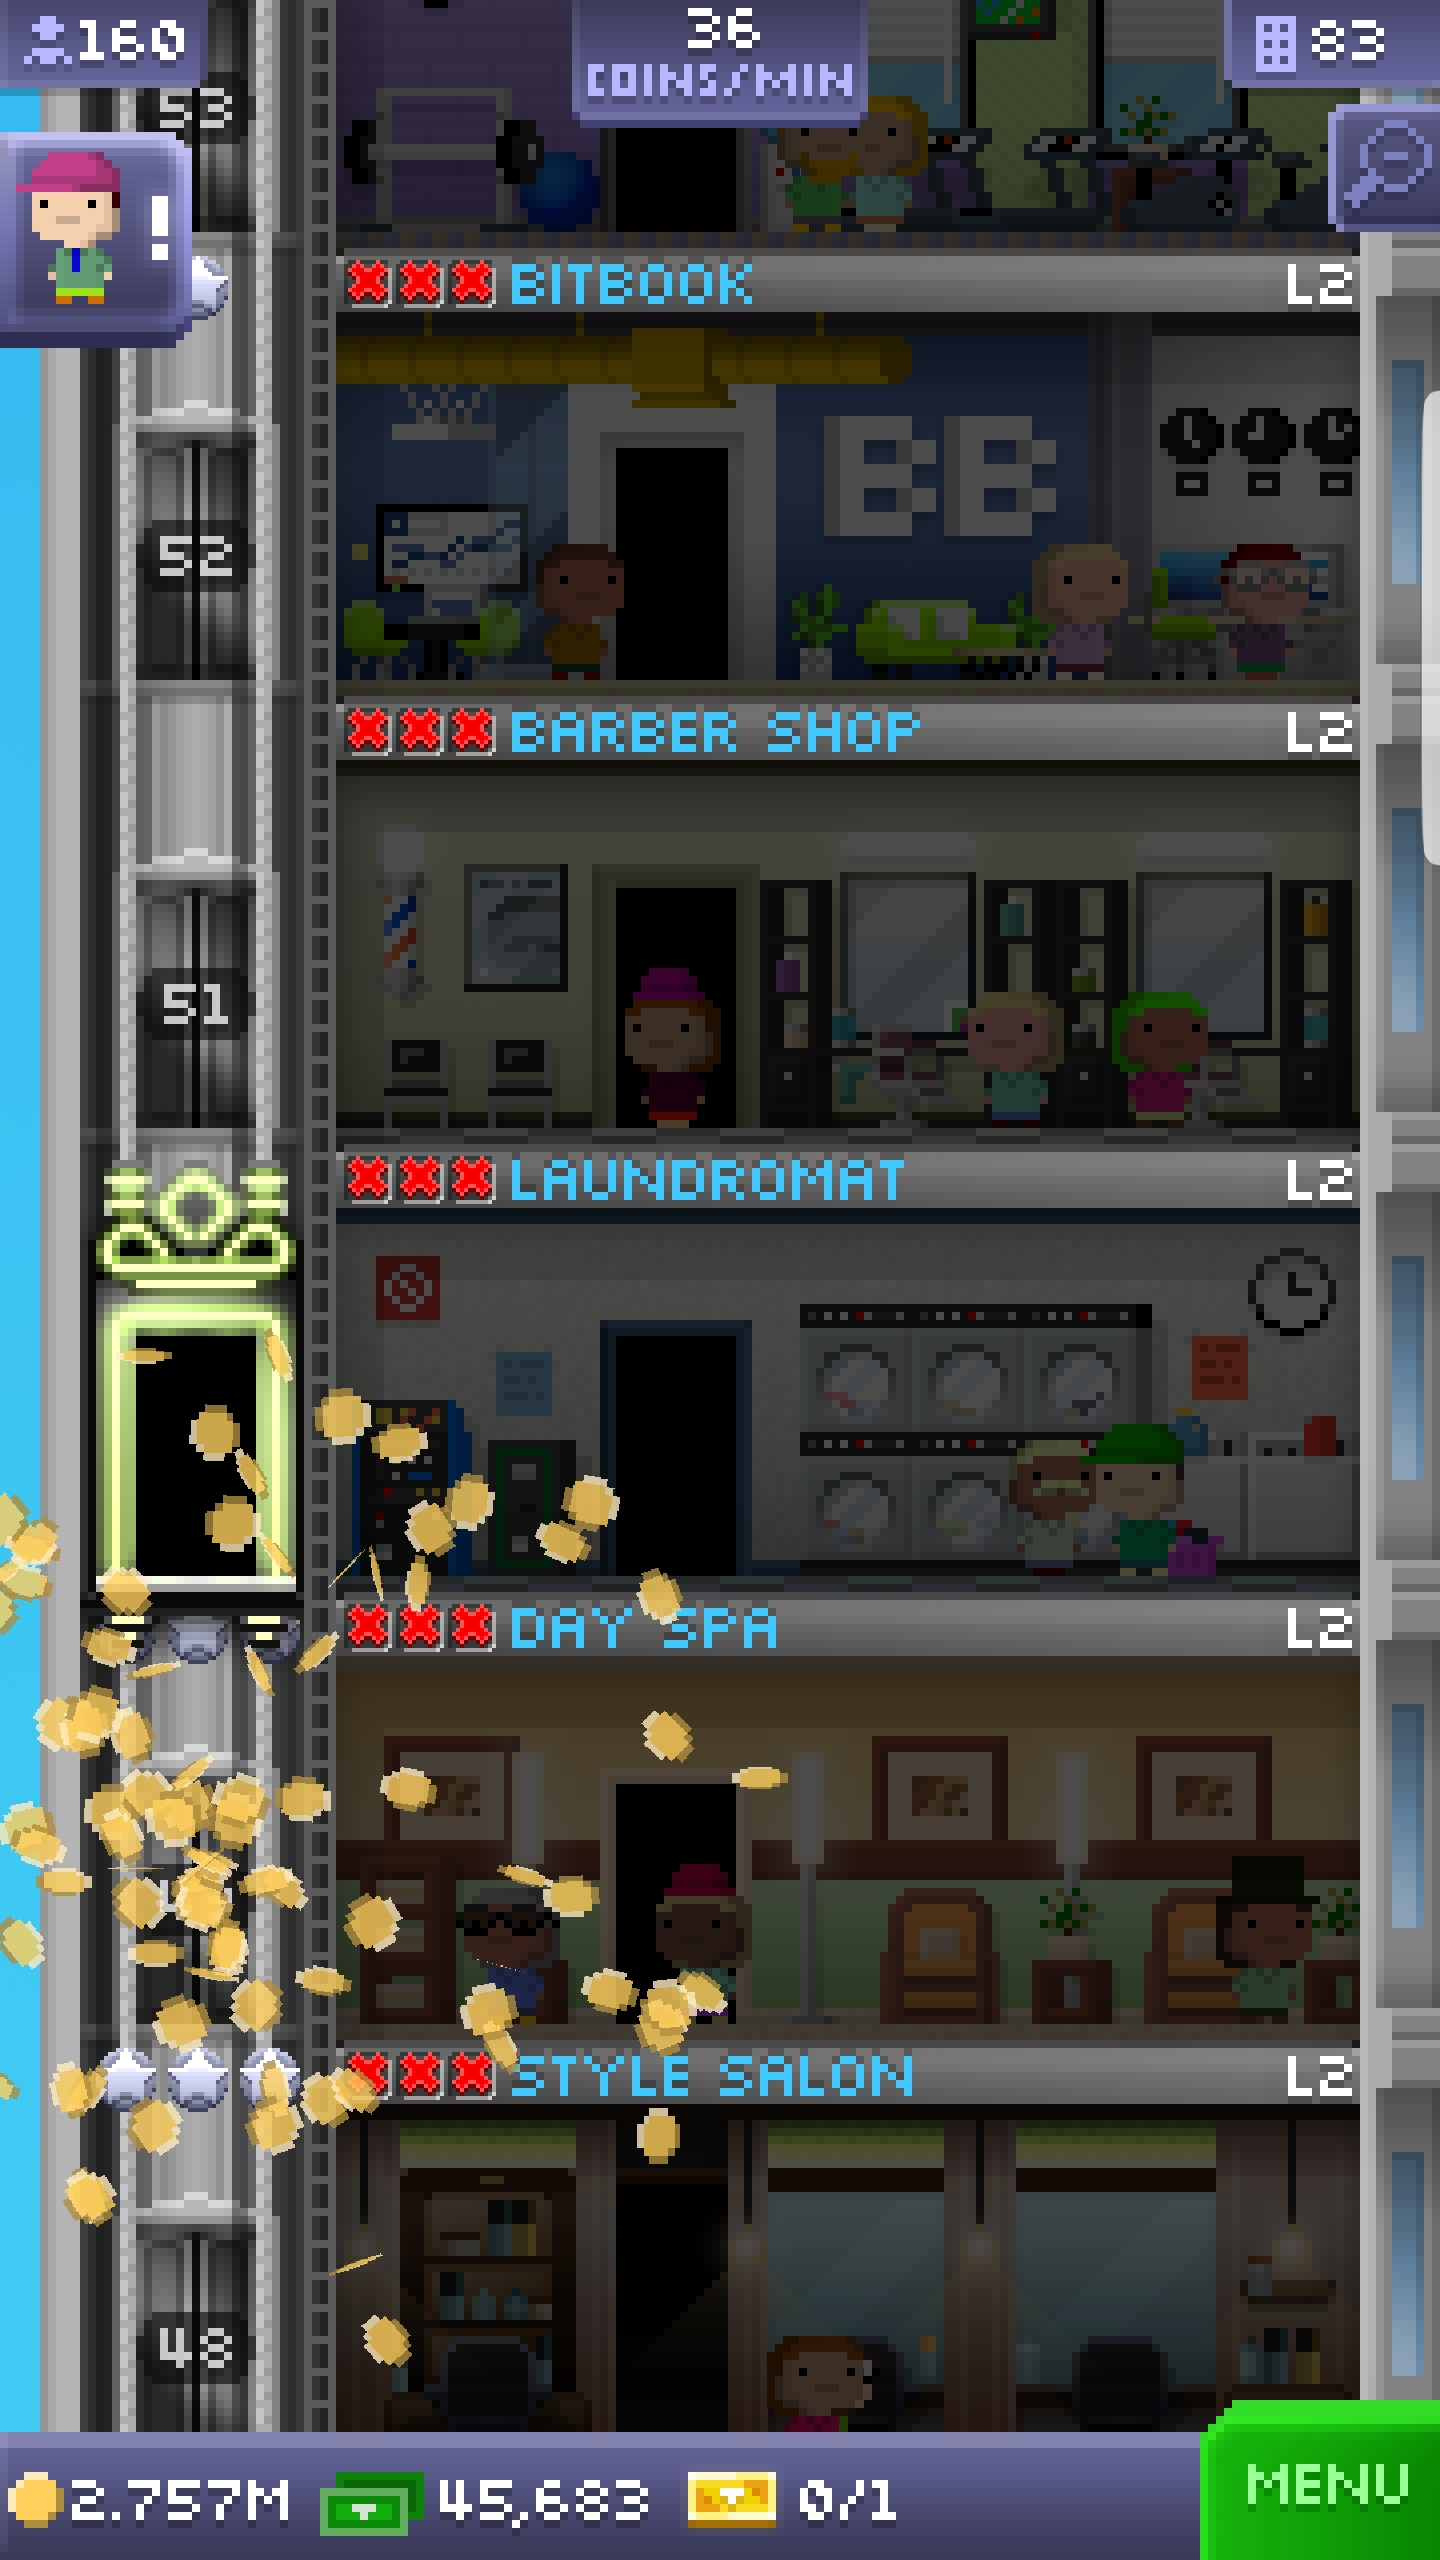 160
36
COINS/MIN
83
53
!
BITBOOK L2
BB
52
BARBER SHOP L2
51
LAUNDROMAT L2
DAY SPA L2
STYLE SALON L2
48
2.757M 45,683 0/1
MENU